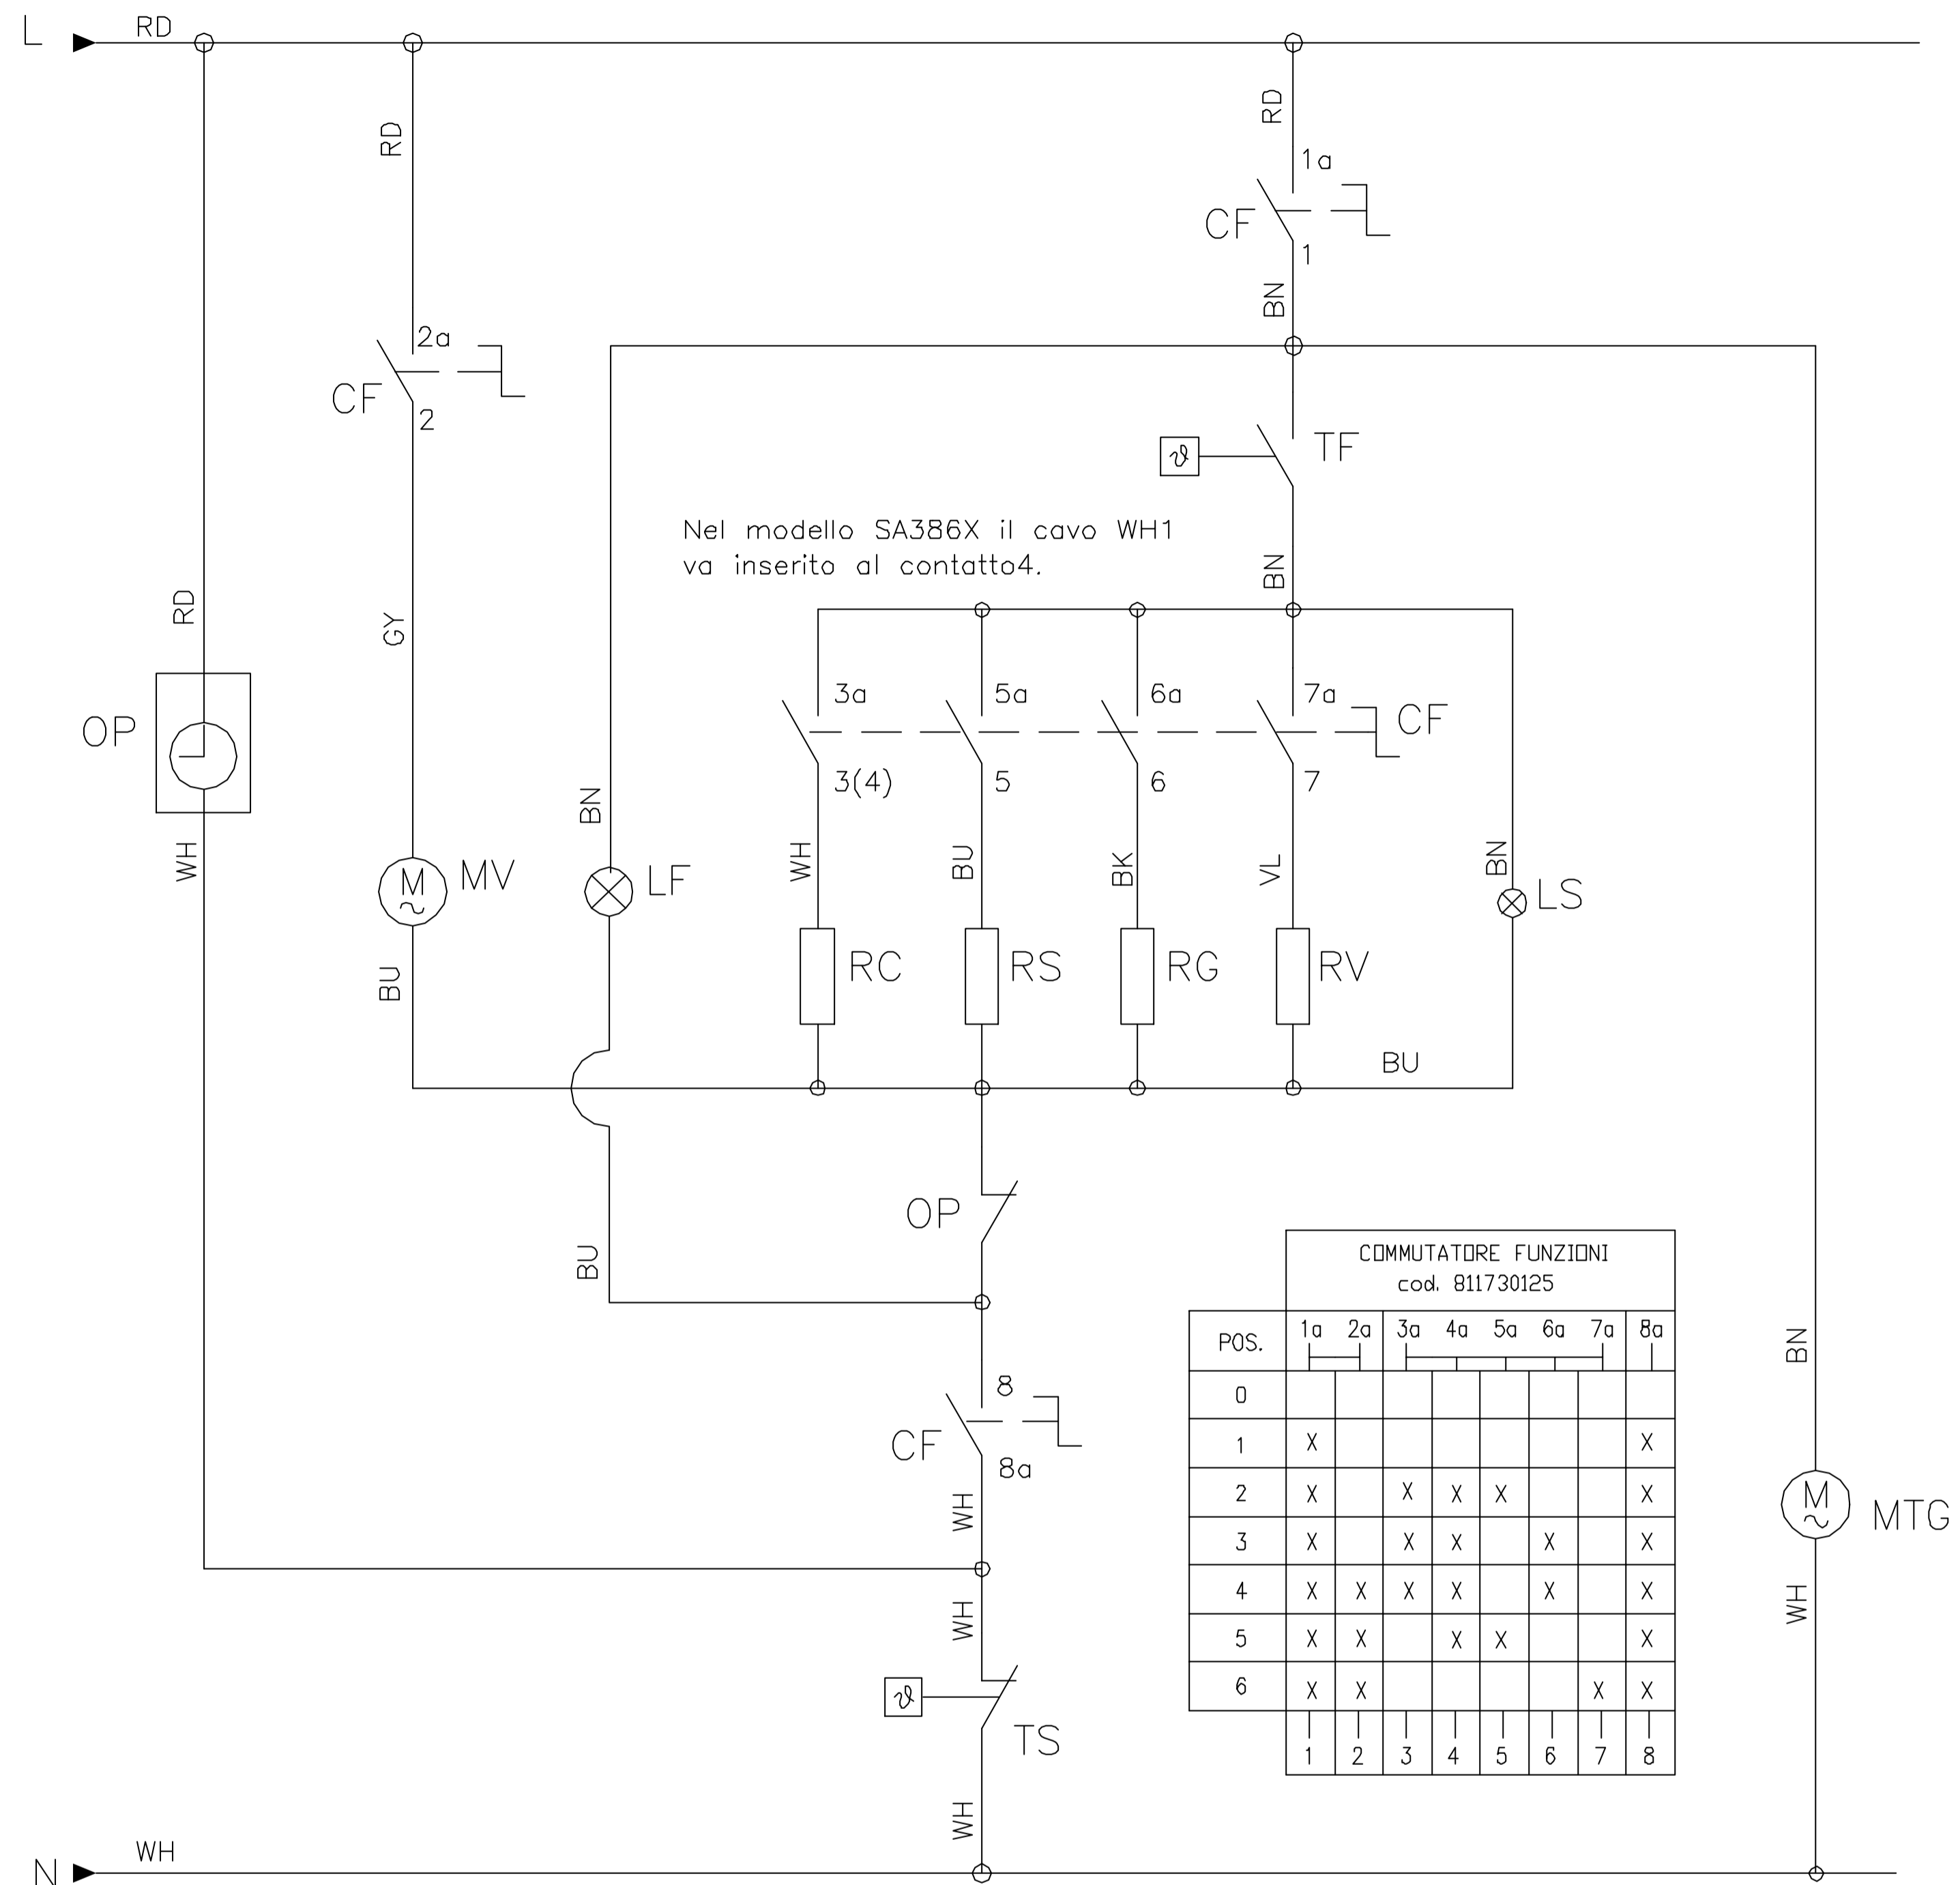 L RD
RD
RD
1a
CF
1
BN
RD
2a
CF
2
TF
Nel modello SA386X il cavo WH1
va inserito al contatto4.
BN
RD
GY
OP
3a 5a 6a 7a CF
3(4) 5 6 7
BN
WH
WH BU BK VL BN
M MV LF LS
RC RS RG RV
BU
BU
OP
BU
COMMUTATORE FUNZIONI
cod. 811730125
POS. 1a 2a 3a 4a 5a 6a 7a 8a
0
1 X X
2 X X X X X
3 X X X X X
4 X X X X X X
5 X X X X X
6 X X X X
1 2 3 4 5 6 7 8
8
CF
8a
WH
WH
TS
WH
BN
M MTG
WH
N WH